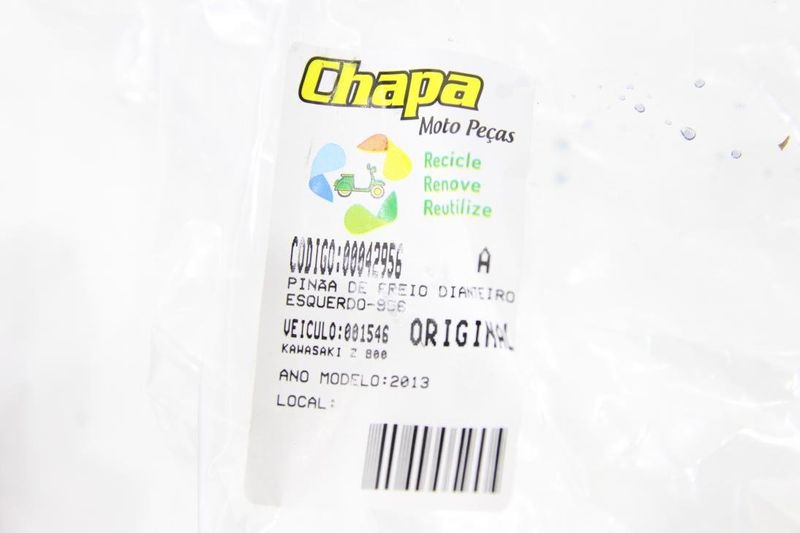 Chapa
Moto Peças
Recicle
Renove
Reutilize
CODIGO:00042956 A
PINÃA DE FREIO DIANTEIRO
ESQUERDO-956
VEICULO:001546 ORIGINAL
KAWASAKI Z 800
ANO MODELO:2013
LOCAL: